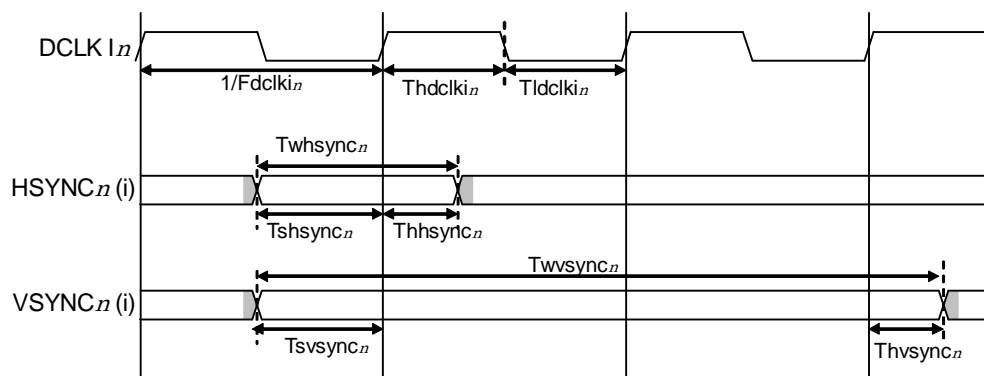 DCLK In
1/Fdclkin
Thdclkin
Tldclkin
Twhsyncn
HSYNCn (i)
Tshsyncn
Thhsyncn
Twvsyncn
VSYNCn (i)
Tsvsyncn
Thvsyncn